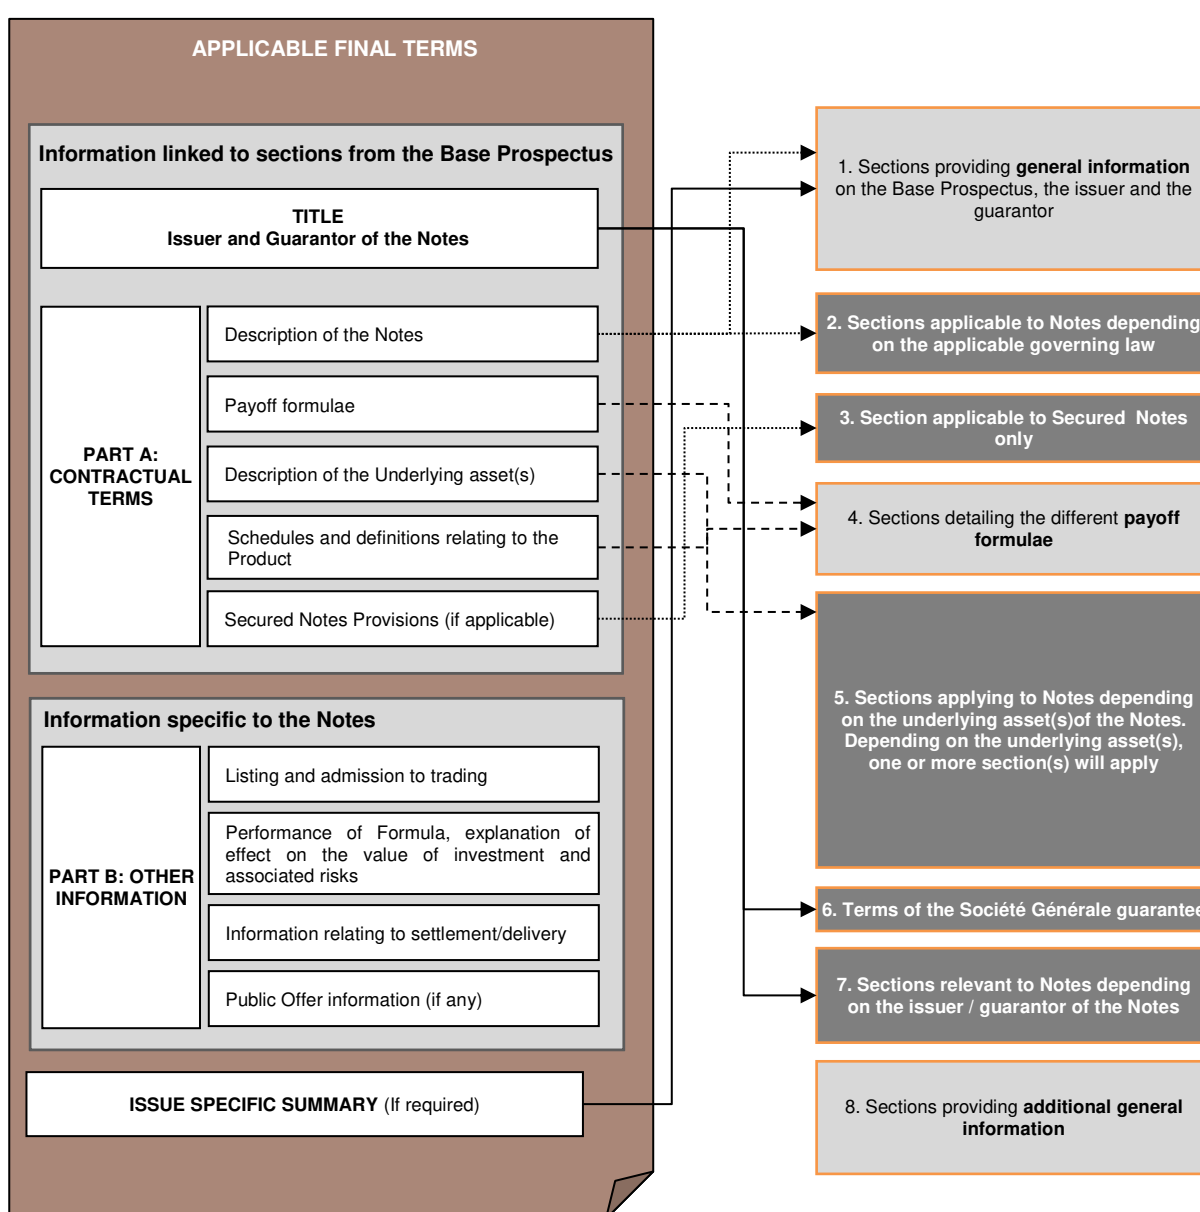 APPLICABLE FINAL TERMS
Information linked to sections from the Base Prospectus
TITLE
Issuer and Guarantor of the Notes
PART A:
CONTRACTUAL
TERMS
Description of the Notes
Payoff formulae
Description of the Underlying asset(s)
Schedules and definitions relating to the
Product
Secured Notes Provisions (if applicable)
Information specific to the Notes
PART B: OTHER
INFORMATION
Listing and admission to trading
Performance of Formula, explanation of
effect on the value of investment and
associated risks
Information relating to settlement/delivery
Public Offer information (if any)
ISSUE SPECIFIC SUMMARY (If required)
1. Sections providing general information
on the Base Prospectus, the issuer and the
guarantor
2. Sections applicable to Notes depending
on the applicable governing law
3. Section applicable to Secured Notes
only
4. Sections detailing the different payoff
formulae
5. Sections applying to Notes depending
on the underlying asset(s)of the Notes.
Depending on the underlying asset(s),
one or more section(s) will apply
6. Terms of the Société Générale guarantee
7. Sections relevant to Notes depending
on the issuer / guarantor of the Notes
8. Sections providing additional general
information